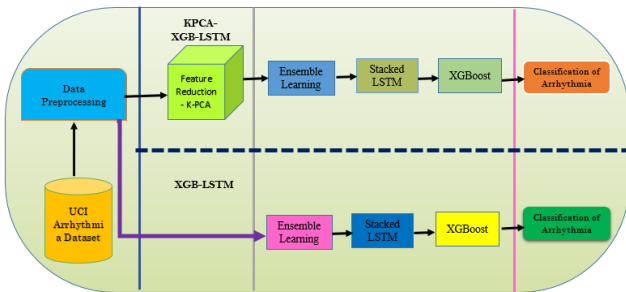 KPCA-
XGB-LSTM
Data
Preprocessing
Feature
Reduction
- K-PCA
Ensemble
Learning
Stacked
LSTM
XGBoost
Classification of
Arrhythmia
UCI
Arrhythmi
a Dataset
XGB-LSTM
Ensemble
Learning
Stacked
LSTM
XGBoost
Classification of
Arrhythmia